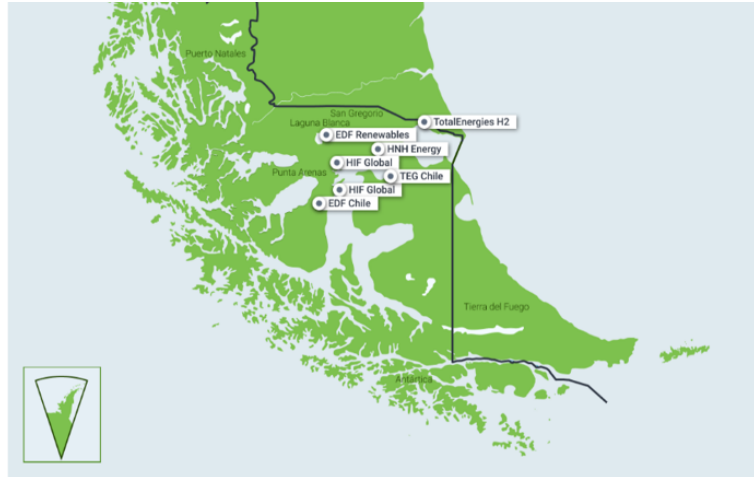 Puerto Natales
San Gregorio
TotalEnergies H2
Laguna Blanca
EDF Renewables
HNH Energy
HIF Global
Punta Arenas
TEG Chile
HIF Global
EDF Chile
Tierra del Fuego
Antártica